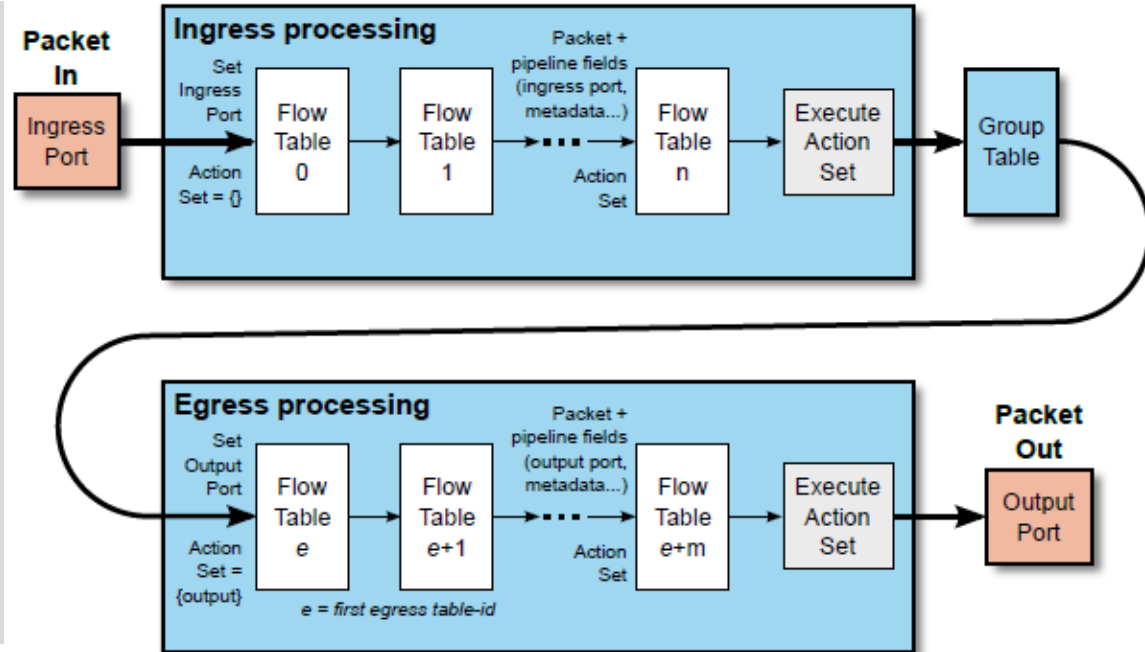 Ingress processing
Packet
In
Ingress
Port
Set
Ingress
Port
Action
Set = {}
Flow
Table
0
Flow
Table
1
Packet +
pipeline fields
(ingress port,
metadata...)
Action
Set
Flow
Table
n
Execute
Action
Set
Group
Table
Egress processing
Set
Output
Port
Action
Set =
{output}
Flow
Table
e
Flow
Table
e+1
e = first egress table-id
Packet +
pipeline fields
(output port,
metadata...)
Action
Set
Flow
Table
e+m
Execute
Action
Set
Packet
Out
Output
Port